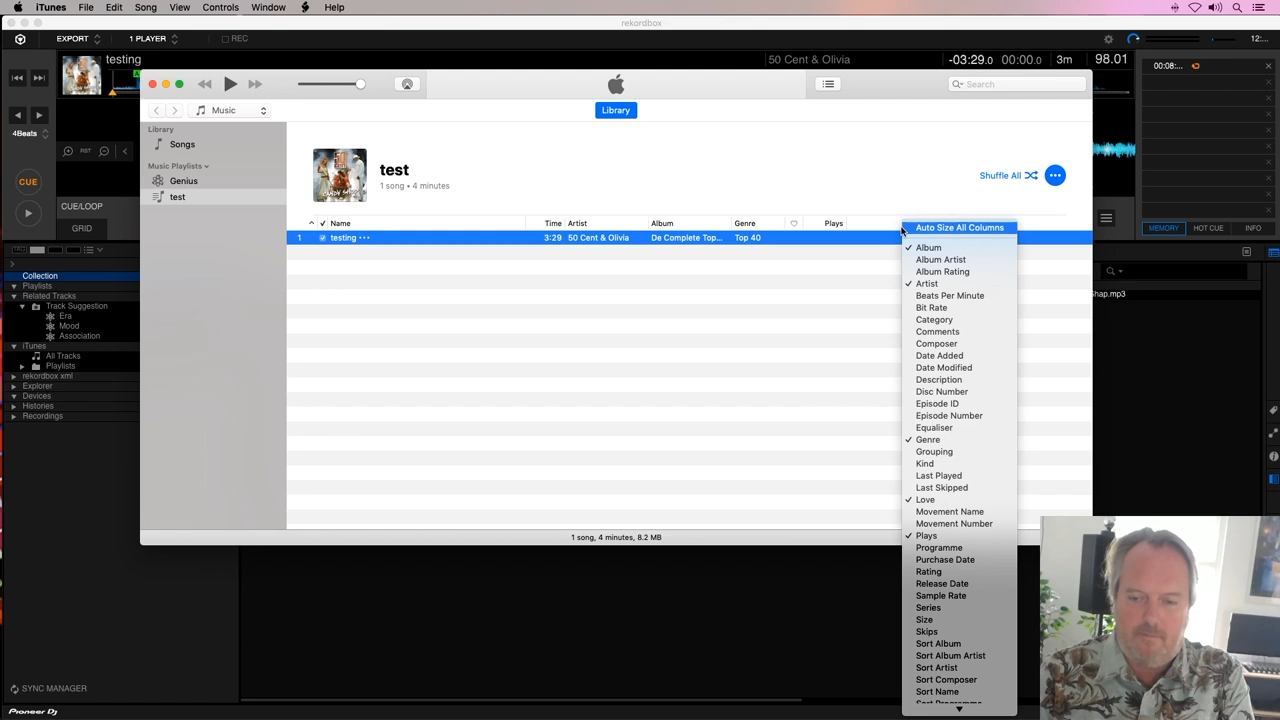 iTunes File Edit Song View Controls Window Help
rekordbox
EXPORT 1 PLAYER REC 12:...
testing 50 Cent & Olivia -03:29.0 00:00.0 3m 98.01
00:08:...
Search
4Beats
Music Library
RST
Library
Songs
Music Playlists
Genius
test
test
1 song • 4 minutes
Shuffle All
CUE
CUE/LOOP
GRID
MEMORY HOT CUE INFO
Name Time Artist Album Genre Plays
1 testing ••• 3:29 50 Cent & Olivia De Complete Top... Top 40
Auto Size All Columns
Album
Album Artist
Album Rating
Artist
Beats Per Minute
Bit Rate
Category
Comments
Composer
Date Added
Date Modified
Description
Disc Number
Episode ID
Episode Number
Equaliser
Genre
Grouping
Kind
Last Played
Last Skipped
Love
Movement Name
Movement Number
Plays
Programme
Purchase Date
Rating
Release Date
Sample Rate
Series
Size
Skips
Sort Album
Sort Album Artist
Sort Artist
Sort Composer
Sort Name
Sort Programme
Collection
Playlists
Related Tracks
Track Suggestion
Era
Mood
Association
iTunes
All Tracks
Playlists
rekordbox xml
Explorer
Devices
Histories
Recordings
hap.mp3
1 song, 4 minutes, 8.2 MB
SYNC MANAGER
Pioneer Dj